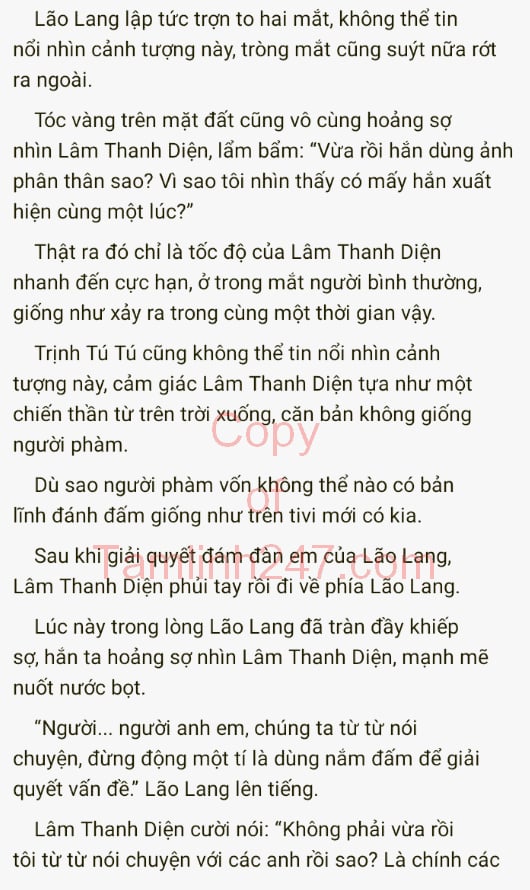 Lão Lang lập tức trợn to hai mắt, không thể tin
nổi nhìn cảnh tượng này, tròng mắt cũng suýt nữa rớt
ra ngoài.
Tóc vàng trên mặt đất cũng vô cùng hoảng sợ
nhìn Lâm Thanh Diện, lẩm bẩm: “Vừa rồi hắn dùng ảnh
phân thân sao? Vì sao tôi nhìn thấy có mấy hắn xuất
hiện cùng một lúc?”
Thật ra đó chỉ là tốc độ của Lâm Thanh Diện
nhanh đến cực hạn, ở trong mắt người bình thường,
giống như xảy ra trong cùng một thời gian vậy.
Trịnh Tú Tú cũng không thể tin nổi nhìn cảnh
tượng này, cảm giác Lâm Thanh Diện tựa như một
chiến thần từ trên trời xuống, căn bản không giống
người phàm.
Copy
Dù sao người phàm vốn không thể nào có bản
of
lĩnh đánh đấm giống như trên tivi mới có kia.
Sau khi giải quyết đám đàn em của Lão Lang,
Tamlinh247.com
Lâm Thanh Diện phủi tay rồi đi về phía Lão Lang.
Lúc này trong lòng Lão Lang đã tràn đầy khiếp
sợ, hắn ta hoảng sợ nhìn Lâm Thanh Diện, mạnh mẽ
nuốt nước bọt.
“Người... người anh em, chúng ta từ từ nói
chuyện, đừng động một tí là dùng nắm đấm để giải
quyết vấn đề.” Lão Lang lên tiếng.
Lâm Thanh Diện cười nói: “Không phải vừa rồi
tôi từ từ nói chuyện với các anh rồi sao? Là chính các